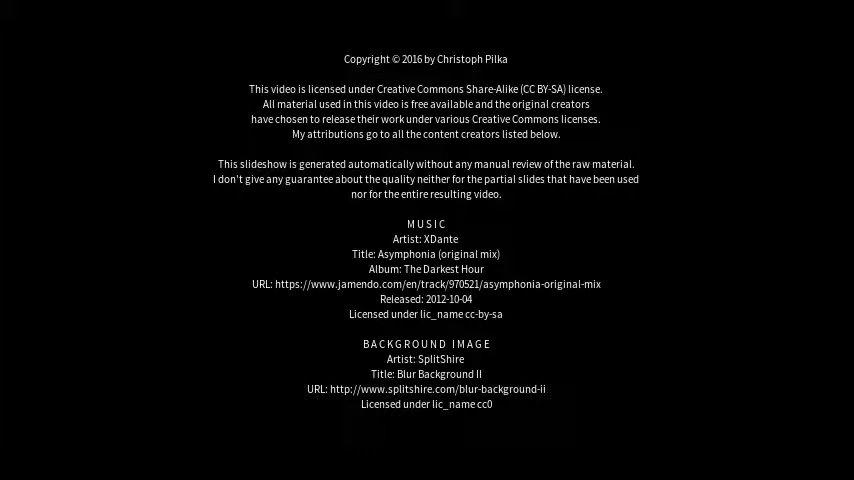 Copyright © 2016 by Christoph Pilka
This video is licensed under Creative Commons Share-Alike (CC BY-SA) license.
All material used in this video is free available and the original creators
have chosen to release their work under various Creative Commons licenses.
My attributions go to all the content creators listed below.
This slideshow is generated automatically without any manual review of the raw material.
I don't give any guarantee about the quality neither for the partial slides that have been used
nor for the entire resulting video.
MUSIC
Artist: XDante
Title: Asymphonia (original mix)
Album: The Darkest Hour
URL: https://www.jamendo.com/en/track/970521/asymphonia-original-mix
Released: 2012-10-04
Licensed under lic_name cc-by-sa
BACKGROUND IMAGE
Artist: SplitShire
Title: Blur Background II
URL: http://www.splitshire.com/blur-background-ii
Licensed under lic_name cc0